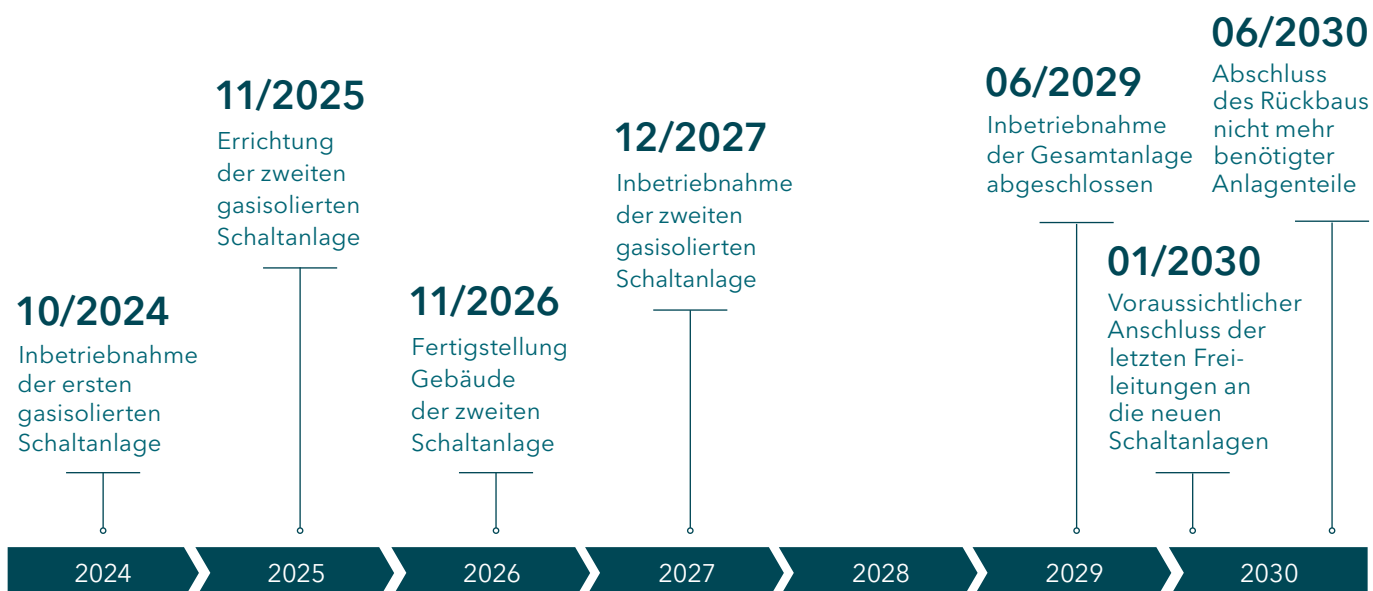 10/2024
Inbetriebnahme
der ersten
gasisolierten
Schaltanlage
11/2025
Errichtung
der zweiten
gasisolierten
Schaltanlage
11/2026
Fertigstellung
Gebäude
der zweiten
Schaltanlage
12/2027
Inbetriebnahme
der zweiten
gasisolierten
Schaltanlage
06/2029
Inbetriebnahme
der Gesamtanlage
abgeschlossen
01/2030
Voraussichtlicher
Anschluss der
letzten Frei-
leitungen an
die neuen
Schaltanlagen
06/2030
Abschluss
des Rückbaus
nicht mehr
benötigter
Anlagenteile
2024
2025
2026
2027
2028
2029
2030